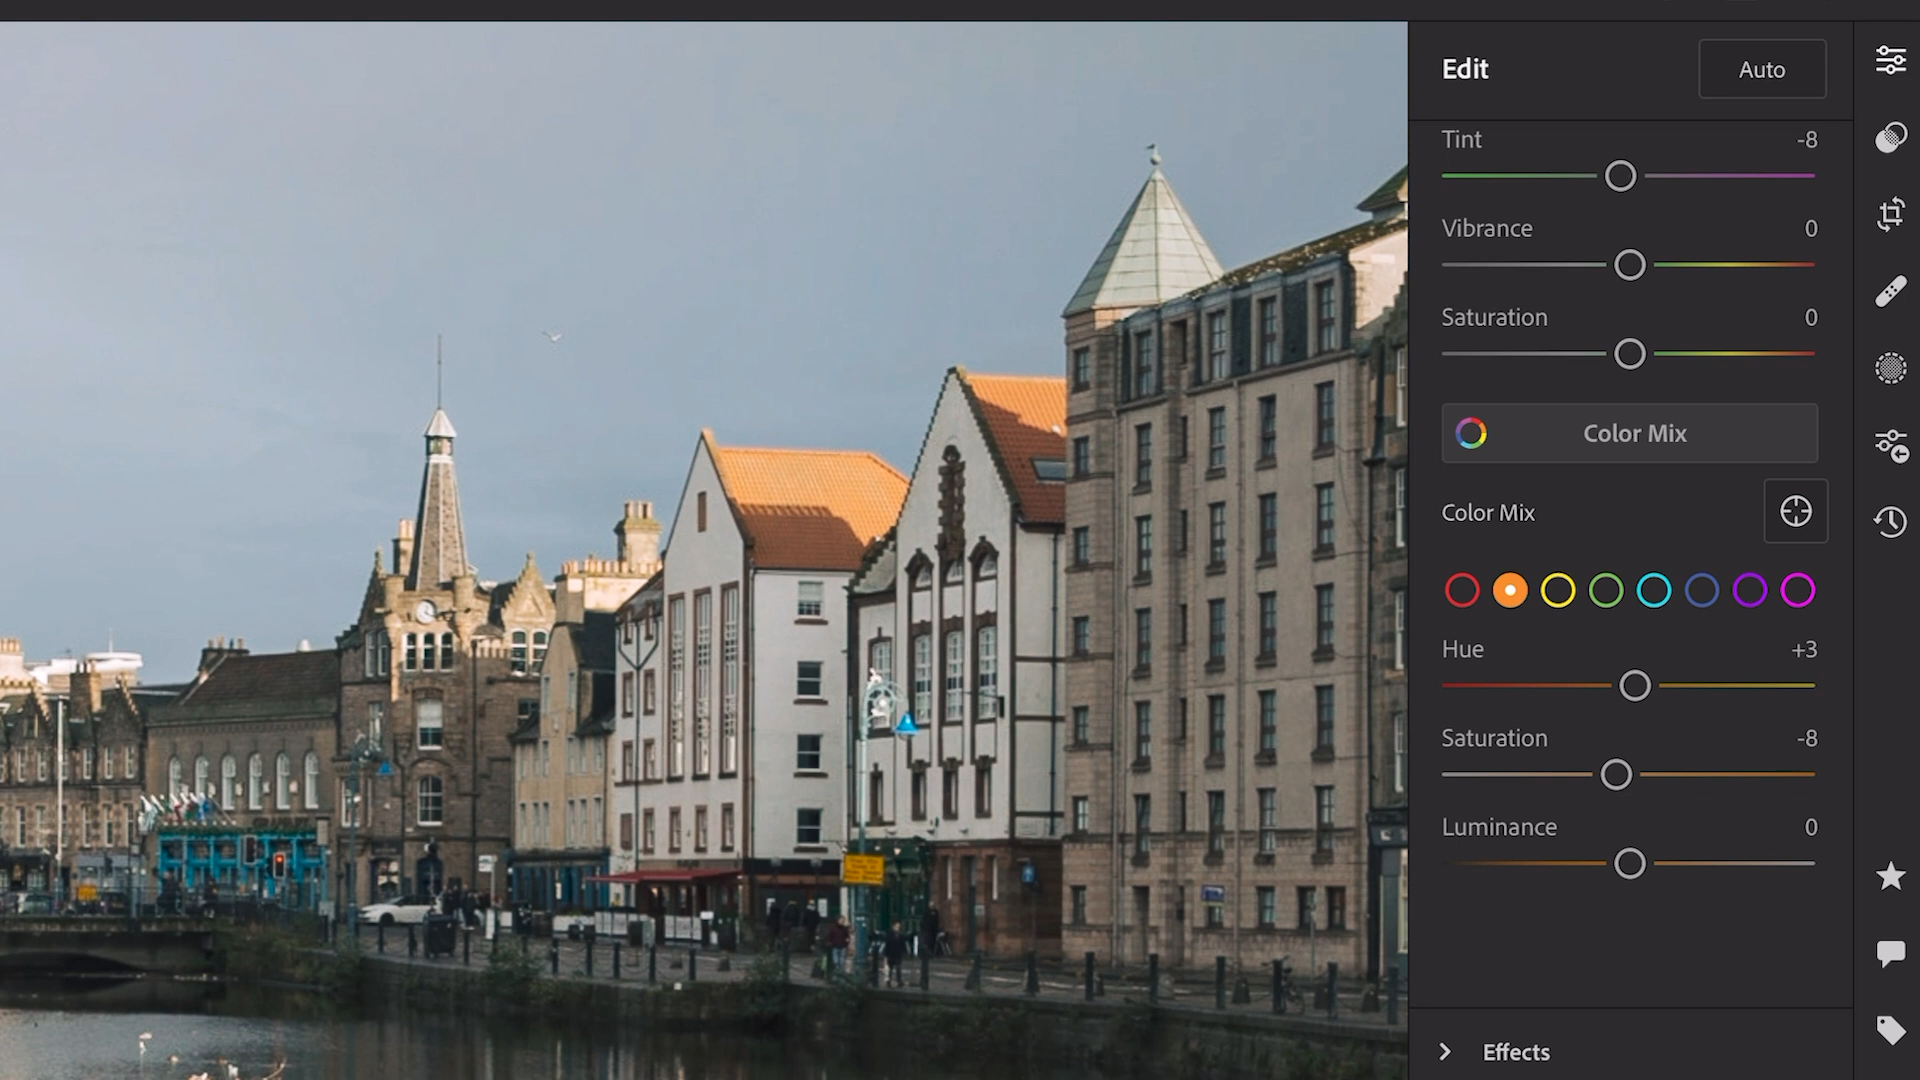 Edit
Auto
Tint -8
Vibrance 0
Saturation 0
Color Mix
Color Mix
Hue +3
Saturation -8
Luminance 0
Effects